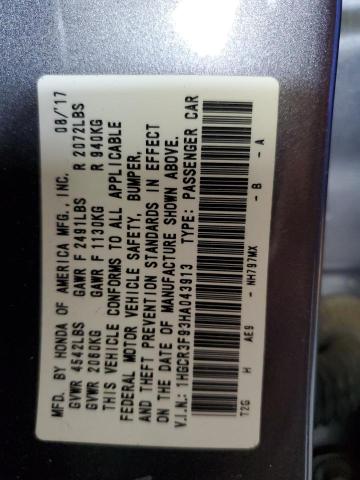 MFD. BY HONDA OF AMERICA MFG., INC. 08/17
GVWR 4542LBS GAWR F 2491LBS R 2072LBS
GVWR 2060KG GAWR F 1130KG R 940KG
THIS VEHICLE CONFORMS TO ALL APPLICABLE
FEDERAL MOTOR VEHICLE SAFETY, BUMPER,
AND THEFT PREVENTION STANDARDS IN EFFECT
ON THE DATE OF MANUFACTURE SHOWN ABOVE.
V.I.N.: 1HGCR3F93HA043913 TYPE: PASSENGER CAR
T2G H AE9 - NH797MX - B - A